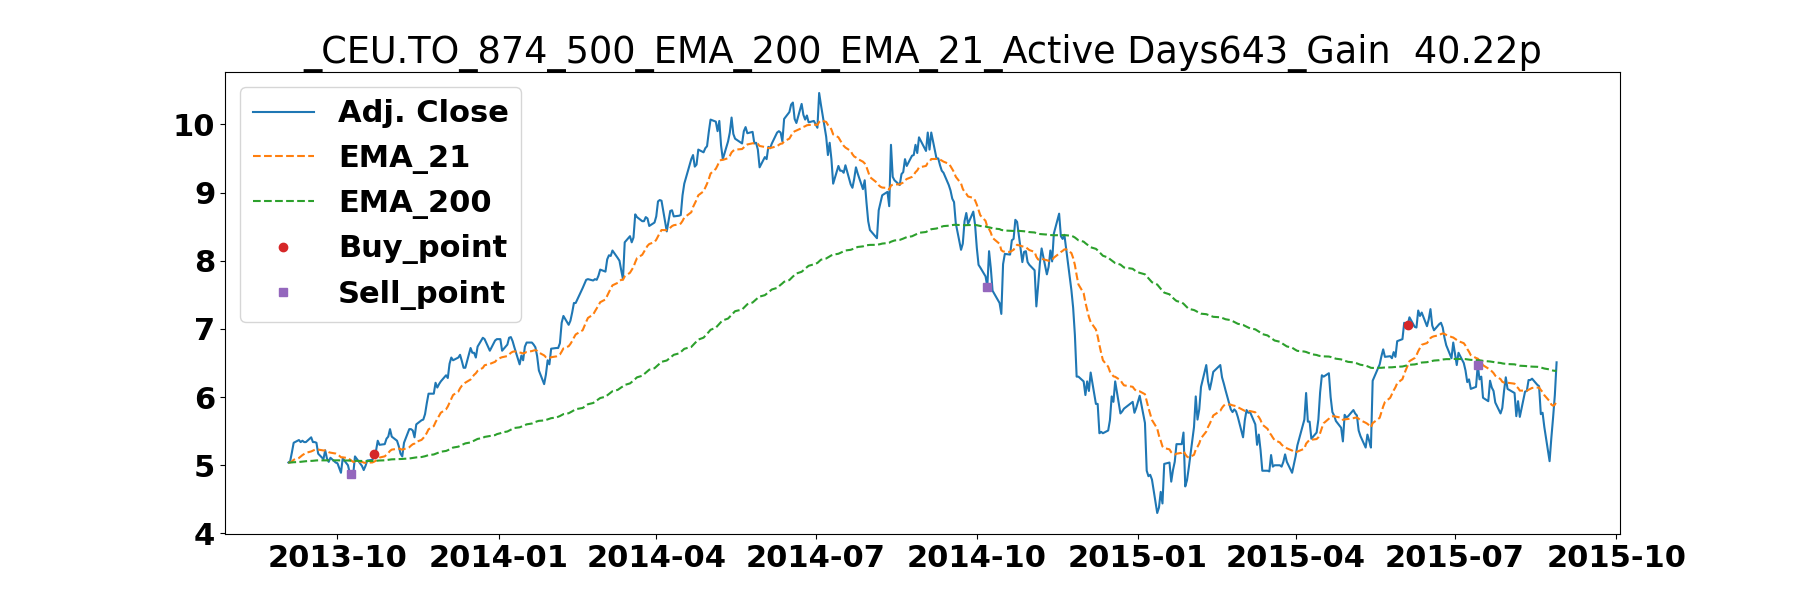 _CEU.TO_874_500_EMA_200_EMA_21_Active Days643_Gain  40.22p
Adj. Close
EMA_21
EMA_200
Buy_point
Sell_point
10
9
8
7
6
5
4
2013-10 2014-01 2014-04 2014-07 2014-10 2015-01 2015-04 2015-07 2015-10